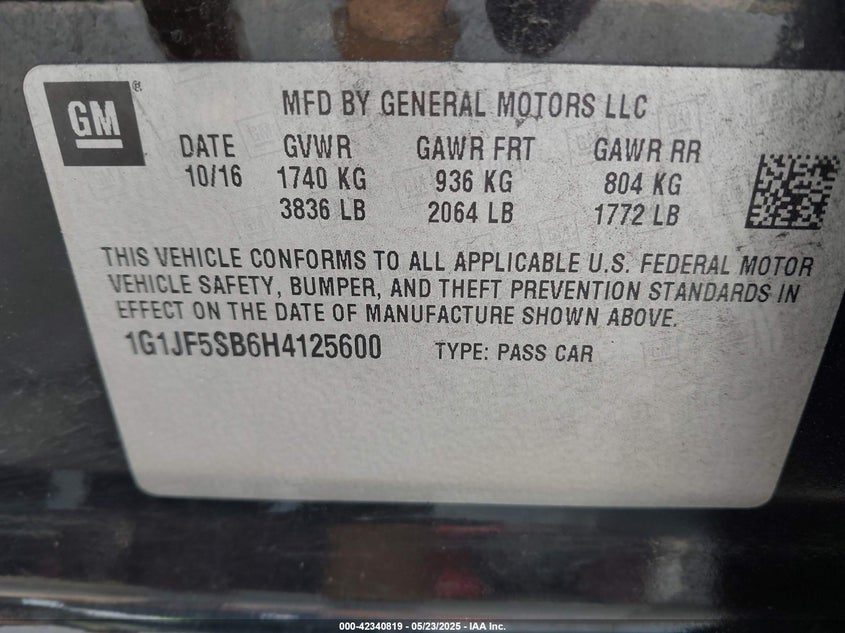 GM ®
MFD BY GENERAL MOTORS LLC
DATE GVWR GAWR FRT GAWR RR
10/16 1740 KG 936 KG 804 KG
3836 LB 2064 LB 1772 LB
THIS VEHICLE CONFORMS TO ALL APPLICABLE U.S. FEDERAL MOTOR
VEHICLE SAFETY, BUMPER, AND THEFT PREVENTION STANDARDS IN
EFFECT ON THE DATE OF MANUFACTURE SHOWN ABOVE.
1G1JF5SB6H4125600 TYPE: PASS CAR
000-42340819 - 05/23/2025 - IAA Inc.